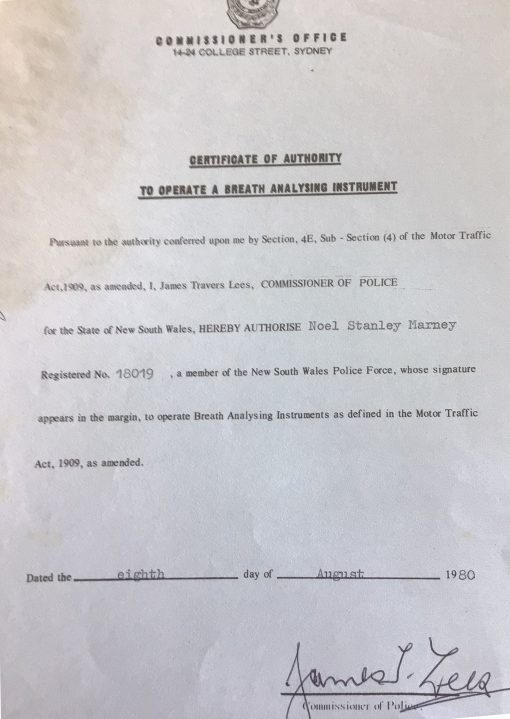 COMMISSIONER'S OFFICE
14-24 COLLEGE STREET, SYDNEY
CERTIFICATE OF AUTHORITY
TO OPERATE A BREATH ANALYSING INSTRUMENT
Pursuant to the authority conferred upon me by Section, 4E, Sub - Section (4) of the Motor Traffic
Act,1909, as amended, I, James Travers Lees, COMMISSIONER OF POLICE
for the State of New South Wales, HEREBY AUTHORISE Noel Stanley Marney
Registered No. 18019 , a member of the New South Wales Police Force, whose signature
appears in the margin, to operate Breath Analysing Instruments as defined in the Motor Traffic
Act, 1909, as amended.
Dated the eighth day of August 1980
James T. Lees
Commissioner of Police